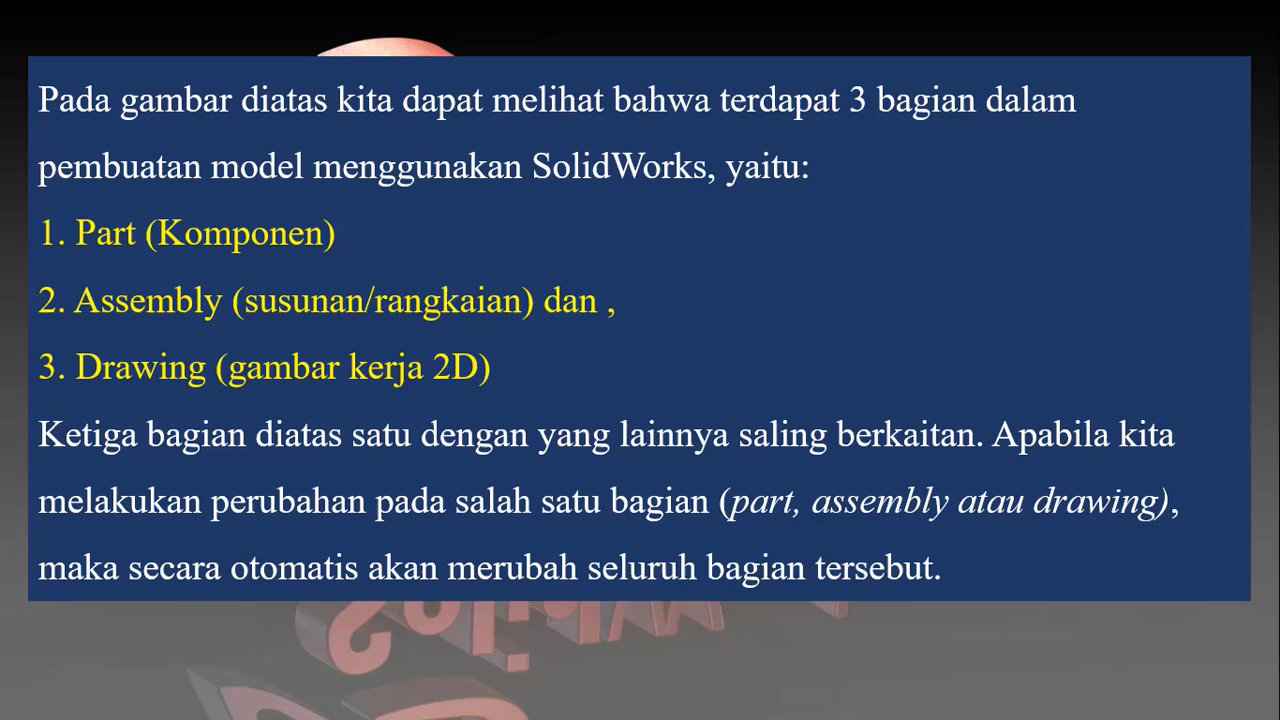 Pada gambar diatas kita dapat melihat bahwa terdapat 3 bagian dalam
pembuatan model menggunakan SolidWorks, yaitu:
1. Part (Komponen)
2. Assembly (susunan/rangkaian) dan ,
3. Drawing (gambar kerja 2D)
Ketiga bagian diatas satu dengan yang lainnya saling berkaitan. Apabila kita
melakukan perubahan pada salah satu bagian (part, assembly atau drawing),
maka secara otomatis akan merubah seluruh bagian tersebut.